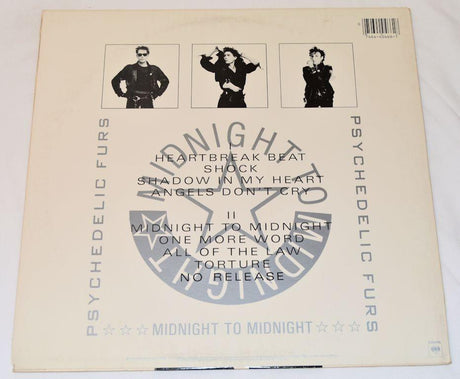 PSYCHEDELIC FURS
PSYCHEDELIC FURS
MIDNIGHT TO MIDNIGHT
I
HEARTBREAK BEAT
SHOCK
SHADOW IN MY HEART
ANGELS DON'T CRY
II
MIDNIGHT TO MIDNIGHT
ONE MORE WORD
ALL OF THE LAW
TORTURE
NO RELEASE
☆☆☆MIDNIGHT TO MIDNIGHT☆☆☆